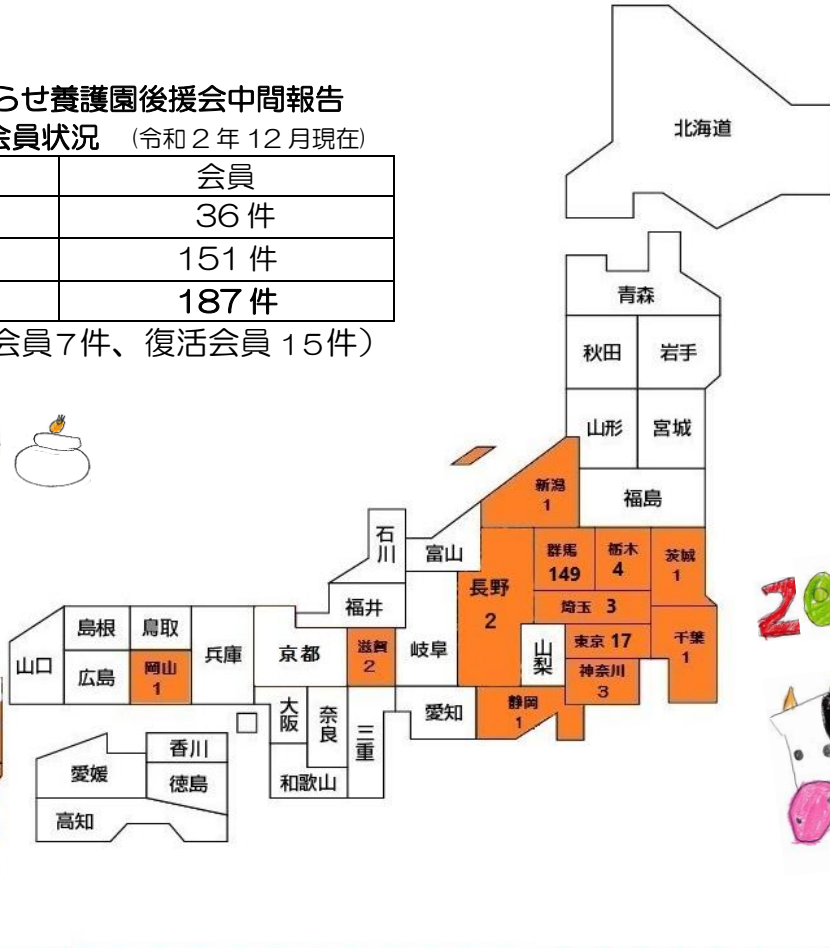 らせ養護園後援会中間報告
会員状況 (令和2年12月現在)
会員
36件
151件
187件
会員7件、復活会員15件)
北海道
青森
秋田
岩手
山形
宮城
新潟
1
福島
石川
富山
群馬
149
栃木
4
茨城
1
長野
2
埼玉 3
福井
島根
鳥取
兵庫
京都
滋賀
2
岐阜
山梨
東京 17
千葉
1
山口
広島
岡山
1
神奈川
3
大阪
奈良
三重
愛知
静岡
1
香川
愛媛
徳島
和歌山
高知
2